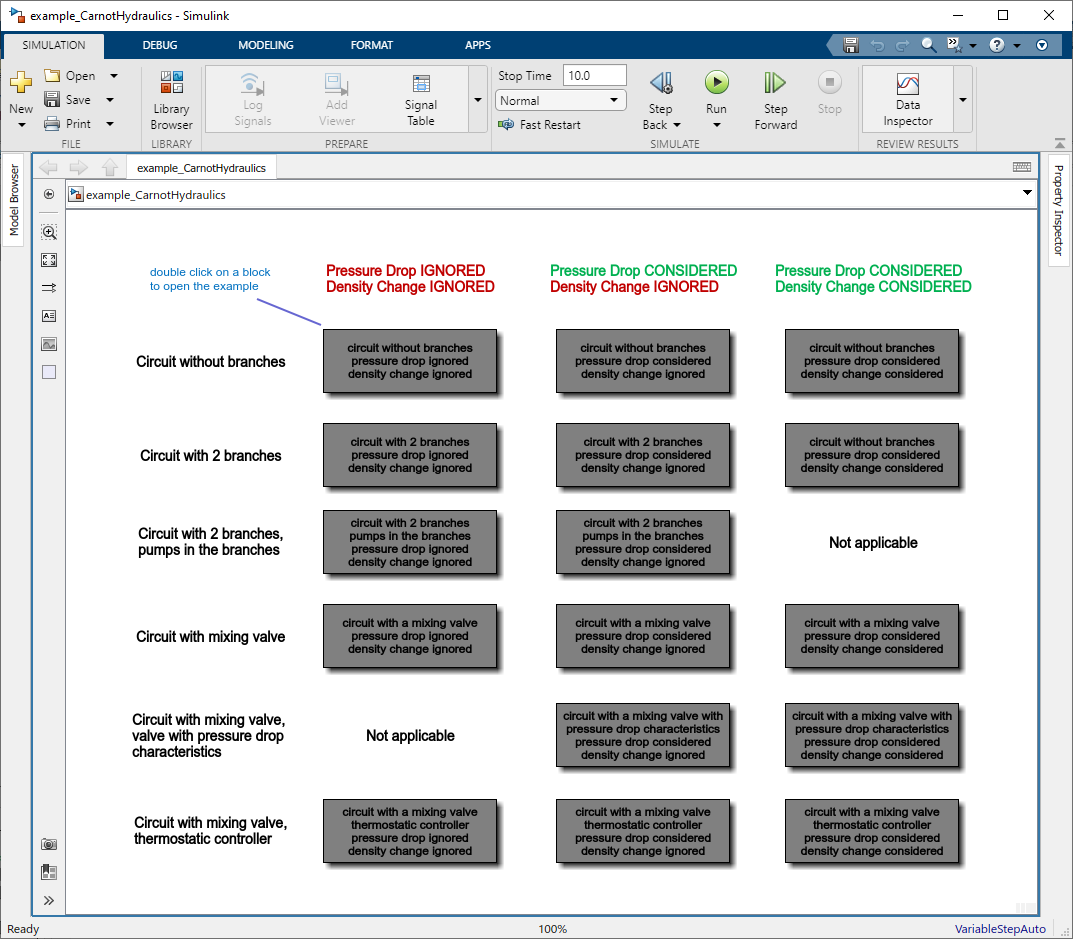 example_CarnotHydraulics - Simulink
SIMULATION DEBUG MODELING FORMAT APPS
New
Open
Save
Print
FILE
Library
Browser
LIBRARY
Log
Signals
Add
Viewer
Signal
Table
PREPARE
Stop Time 10.0
Normal
Fast Restart
Step
Back
Run
Step
Forward
Stop
SIMULATE
Data
Inspector
REVIEW RESULTS
Model Browser
Property Inspector
example_CarnotHydraulics
example_CarnotHydraulics
double click on a block
to open the example
Pressure Drop IGNORED
Density Change IGNORED
Pressure Drop CONSIDERED
Density Change IGNORED
Pressure Drop CONSIDERED
Density Change CONSIDERED
Circuit without branches
circuit without branches
pressure drop ignored
density change ignored
circuit without branches
pressure drop considered
density change ignored
circuit without branches
pressure drop considered
density change considered
Circuit with 2 branches
circuit with 2 branches
pressure drop ignored
density change ignored
circuit with 2 branches
pressure drop considered
density change ignored
circuit without branches
pressure drop considered
density change considered
Circuit with 2 branches,
pumps in the branches
circuit with 2 branches
pumps in the branches
pressure drop ignored
density change ignored
circuit with 2 branches
pumps in the branches
pressure drop considered
density change ignored
Not applicable
Circuit with mixing valve
circuit with a mixing valve
pressure drop ignored
density change ignored
circuit with a mixing valve
pressure drop considered
density change ignored
circuit with a mixing valve
pressure drop considered
density change considered
Circuit with mixing valve,
valve with pressure drop
characteristics
Not applicable
circuit with a mixing valve with
pressure drop characteristics
pressure drop considered
density change ignored
circuit with a mixing valve with
pressure drop characteristics
pressure drop considered
density change considered
Circuit with mixing valve,
thermostatic controller
circuit with a mixing valve
thermostatic controller
pressure drop ignored
density change ignored
circuit with a mixing valve
thermostatic controller
pressure drop considered
density change ignored
circuit with a mixing valve
thermostatic controller
pressure drop considered
density change considered
Ready 100% VariableStepAuto